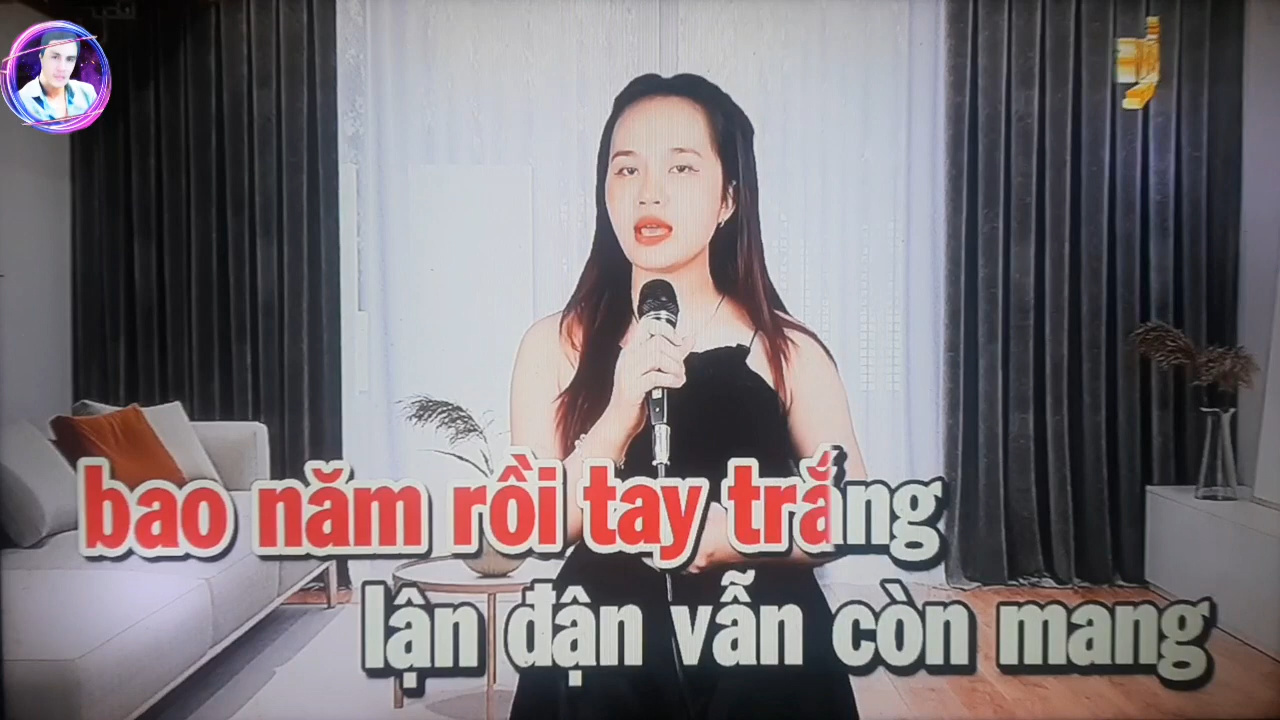 bao năm rồi tay trắng
lận đận vẫn còn mang